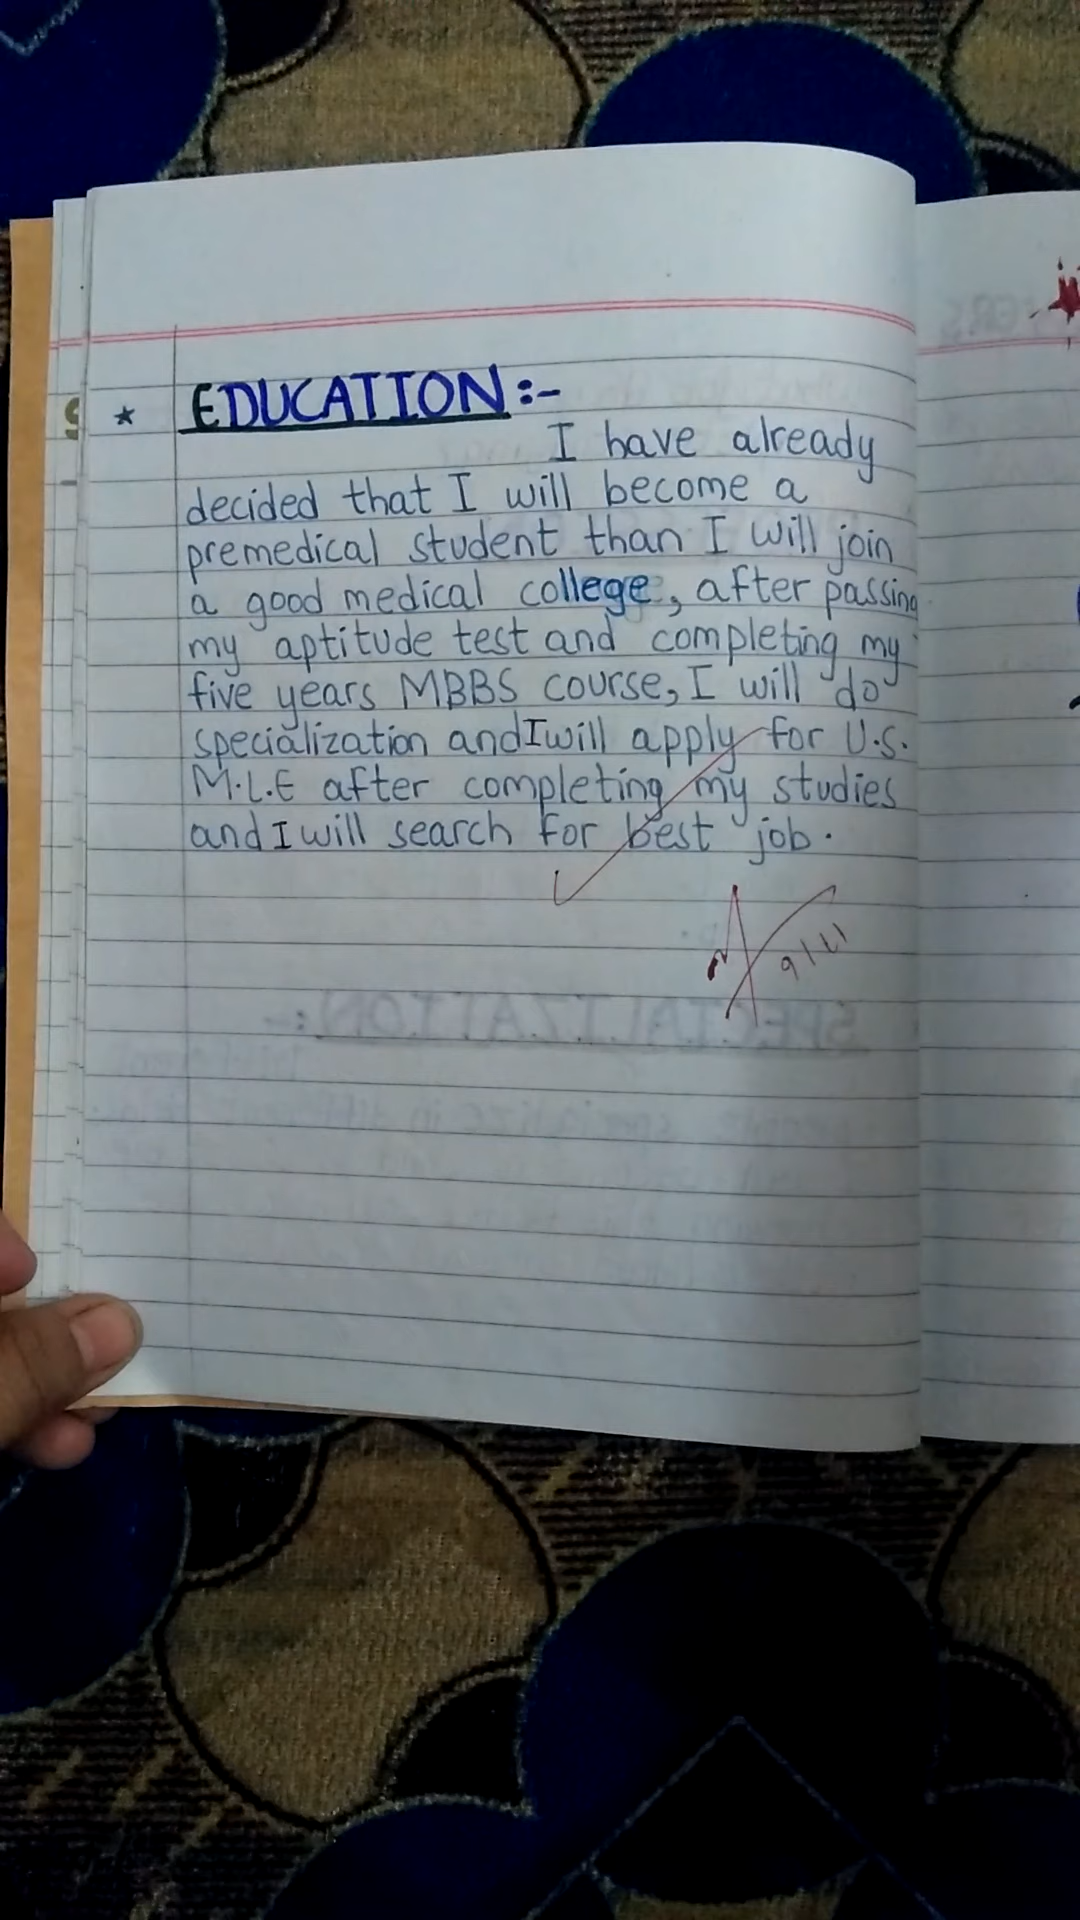 * EDUCATION:-
I have already
decided that I will become a
premedical student than I will join
a good medical college, after passing
my aptitude test and completing my
five years MBBS course, I will do
specialization and I will apply for U.S.
M.L.E after completing my studies
and I will search for best job.